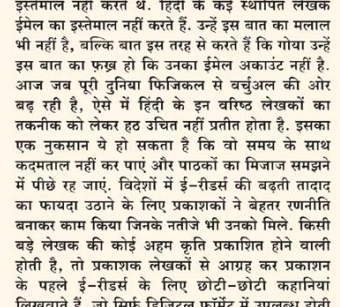 इस्तेमाल नहीं करते थे. हिंदी के कई स्थापित लेखक
ईमेल का इस्तेमाल नहीं करते हैं. उन्हें इस बात का मलाल
भी नहीं है, बल्कि बात इस तरह से करते हैं कि गोया उन्हें
इस बात का फ़ख्र हो कि उनका ईमेल अकाउंट नहीं है.
आज जब पूरी दुनिया फिजिकल से वर्चुअल की ओर
बढ़ रही है, ऐसे में हिंदी के इन वरिष्ठ लेखकों का
तकनीक को लेकर हठ उचित नहीं प्रतीत होता है. इसका
एक नुकसान ये हो सकता है कि वो समय के साथ
कदमताल नहीं कर पाएं और पाठकों का मिजाज समझने
में पीछे रह जाएं. विदेशों में ई-रीडर्स की बढ़ती तादाद
का फायदा उठाने के लिए प्रकाशकों ने बेहतर रणनीति
बनाकर काम किया जिनके नतीजे भी उनको मिले. किसी
बड़े लेखक की कोई अहम कृति प्रकाशित होने वाली
होती है, तो प्रकाशक लेखकों से आग्रह कर प्रकाशन
के पहले ई-रीडर्स के लिए छोटी-छोटी कहानियां
लिखवाते हैं, जो सिर्फ डिजिटल फॉर्मेट में उपलब्ध होती